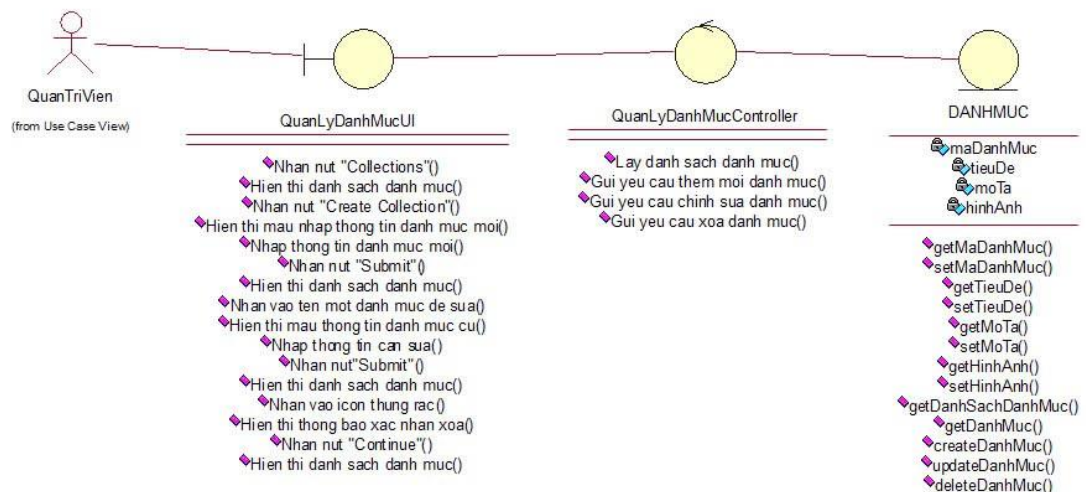 QuanTriVien
(from Use Case View)
QuanLyDanhMucUI
Nhan nut "Collections"()
Hien thi danh sach danh muc()
Nhan nut "Create Collection"()
Hien thi mau nhap thong tin danh muc moi()
Nhap thong tin danh muc moi()
Nhan nut "Submit"()
Hien thi danh sach danh muc()
Nhan vao ten mot danh muc de sua()
Hien thi mau thong tin danh muc cu()
Nhap thong tin can sua()
Nhan nut"Submit"()
Hien thi danh sach danh muc()
Nhan vao icon thung rac()
Hien thi thong bao xac nhan xoa()
Nhan nut "Continue"()
Hien thi danh sach danh muc()
QuanLyDanhMucController
Lay danh sach danh muc()
Gui yeu cau them moi danh muc()
Gui yeu cau chinh sua danh muc()
Gui yeu cau xoa danh muc()
DANHMUC
maDanhMuc
tieuDe
moTa
hinhAnh
getMaDanhMuc()
setMaDanhMuc()
getTieuDe()
setTieuDe()
getMoTa()
setMoTa()
getHinhAnh()
setHinhAnh()
getDanhSachDanhMuc()
getDanhMuc()
createDanhMuc()
updateDanhMuc()
deleteDanhMuc()